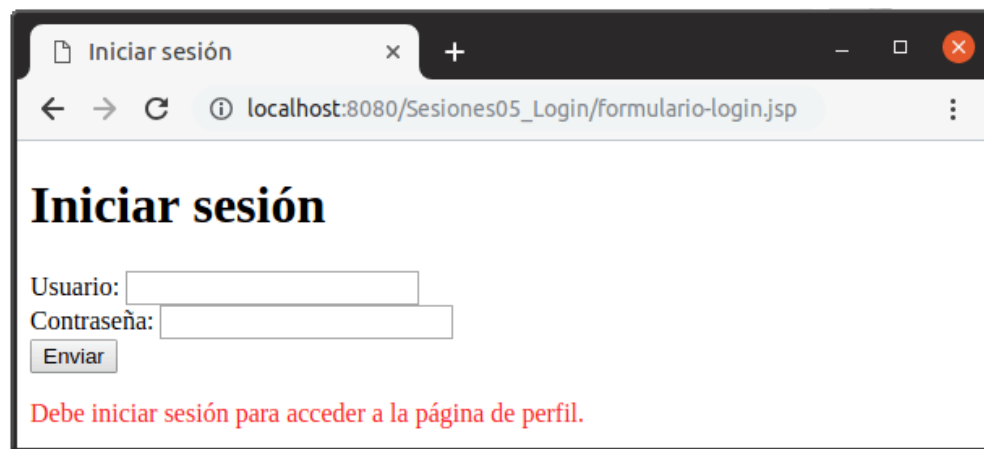 Iniciar sesión
localhost:8080/Sesiones05_Login/formulario-login.jsp
Iniciar sesión
Usuario:
Contraseña:
Enviar
Debe iniciar sesión para acceder a la página de perfil.